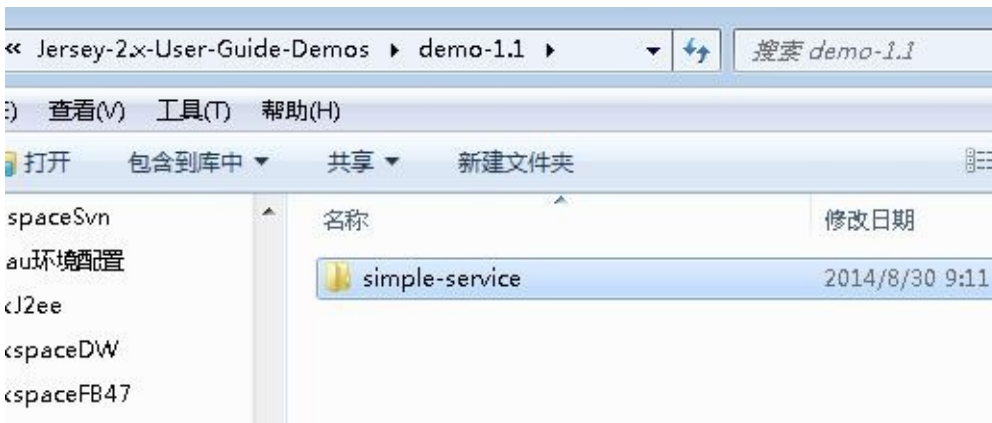 « Jersey-2.x-User-Guide-Demos ▸ demo-1.1 ▸ 搜索 demo-1.1
) 查看(V) 工具(T) 帮助(H)
打开 包含到库中 共享 新建文件夹
名称 修改日期
spaceSvn
au环境配置
simple-service 2014/8/30 9:11
J2ee
spaceDW
spaceFB47